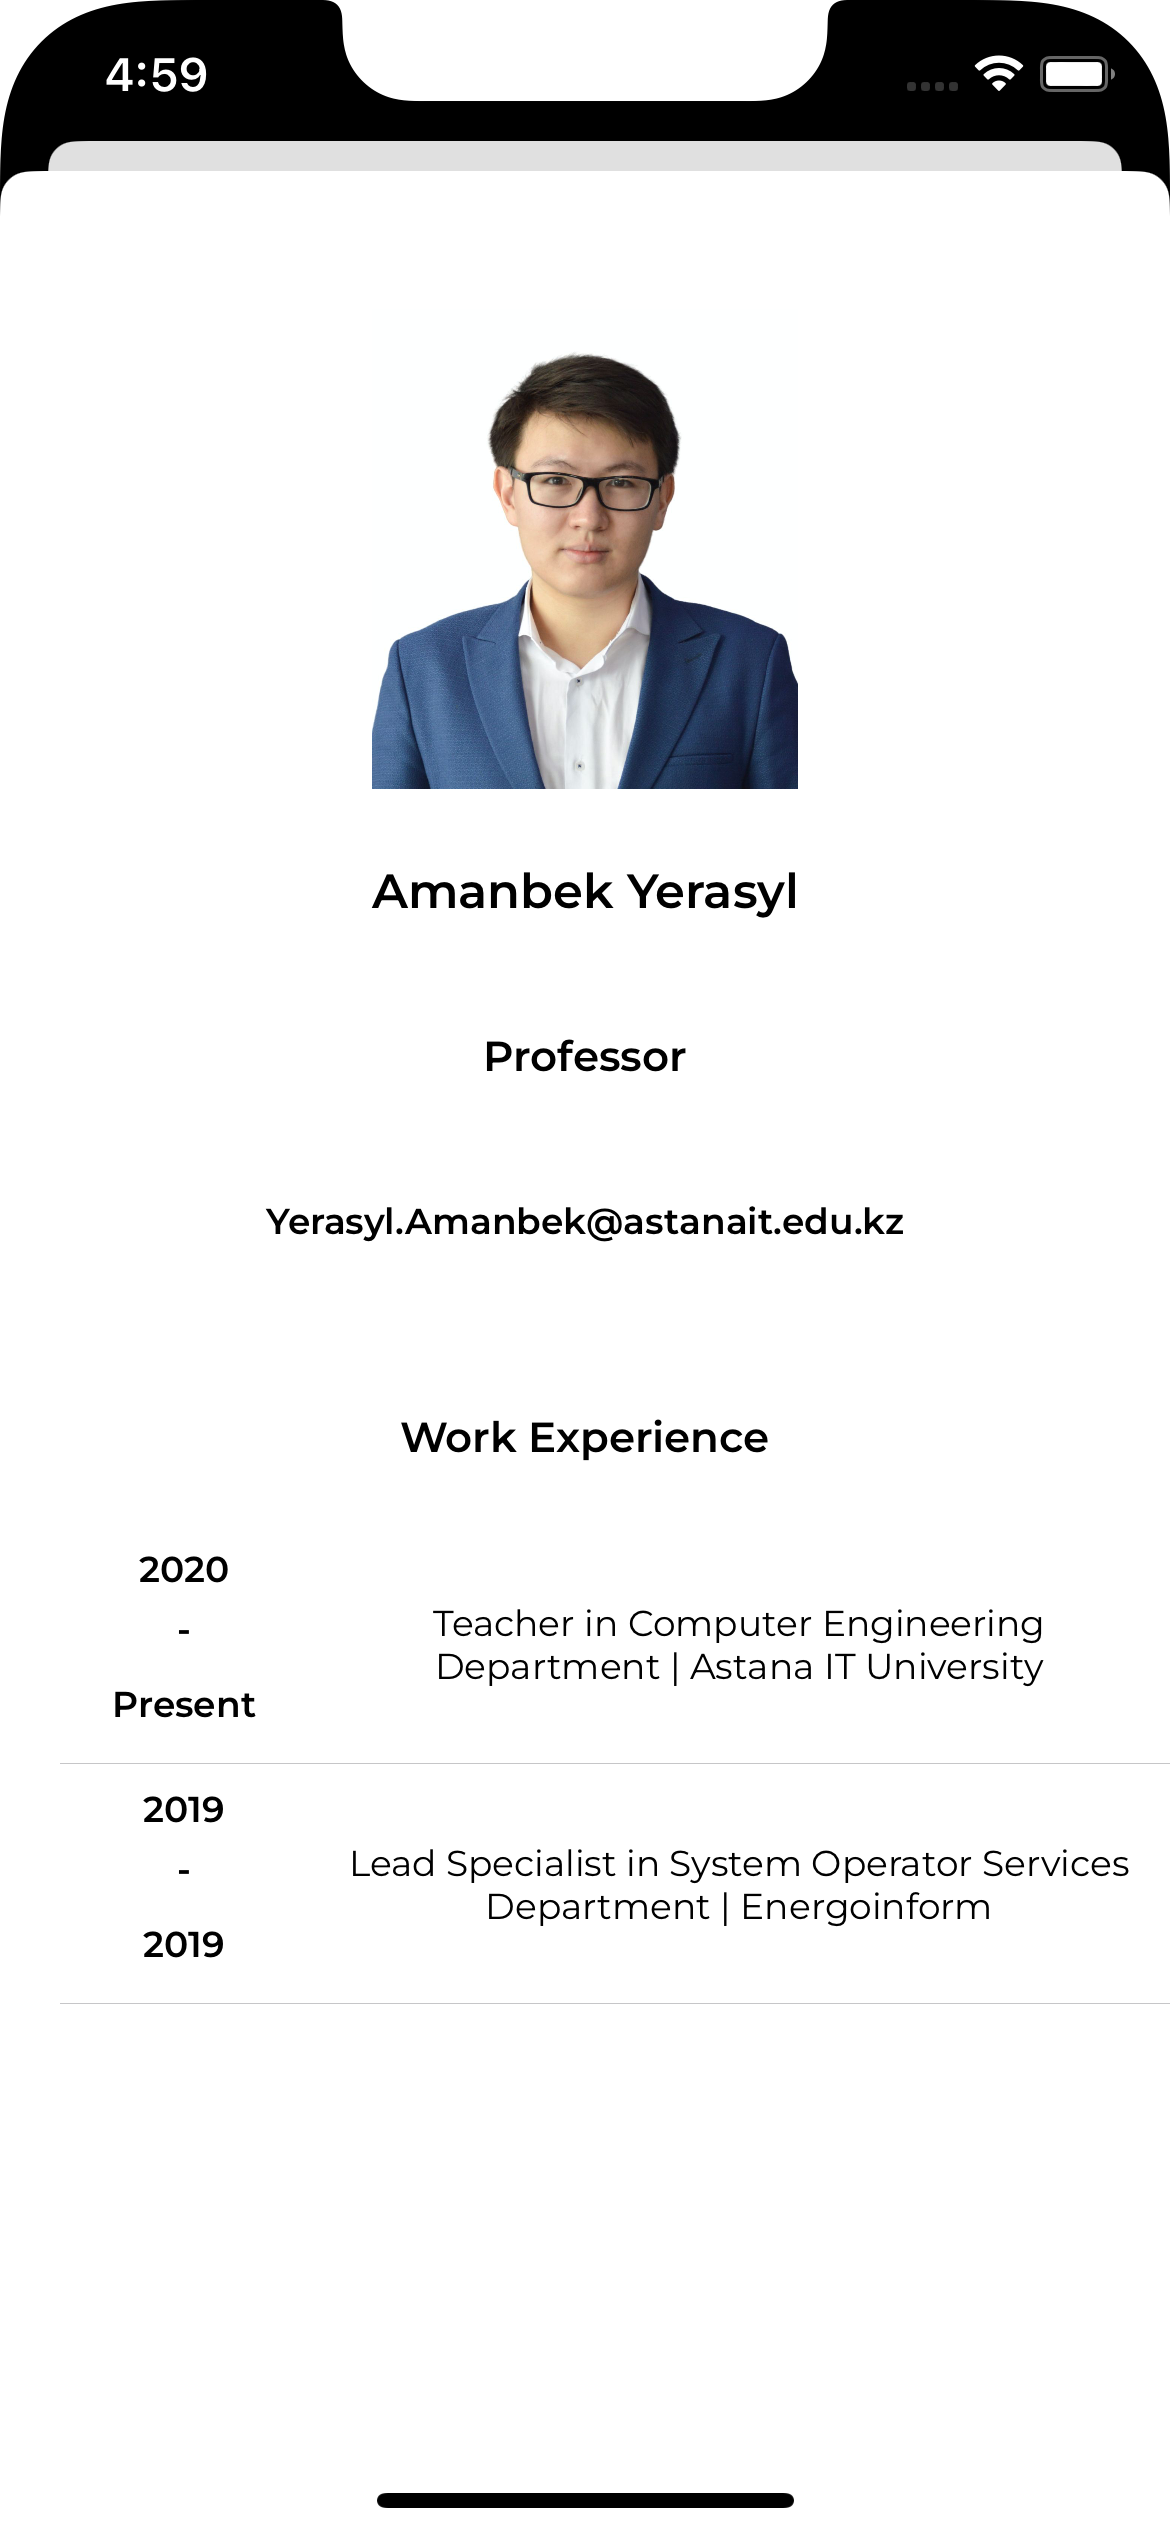 4:59
Amanbek Yerasyl
Professor
Yerasyl.Amanbek@astanait.edu.kz
Work Experience
2020
-
Present
Teacher in Computer Engineering
Department | Astana IT University
2019
-
2019
Lead Specialist in System Operator Services
Department | Energoinform